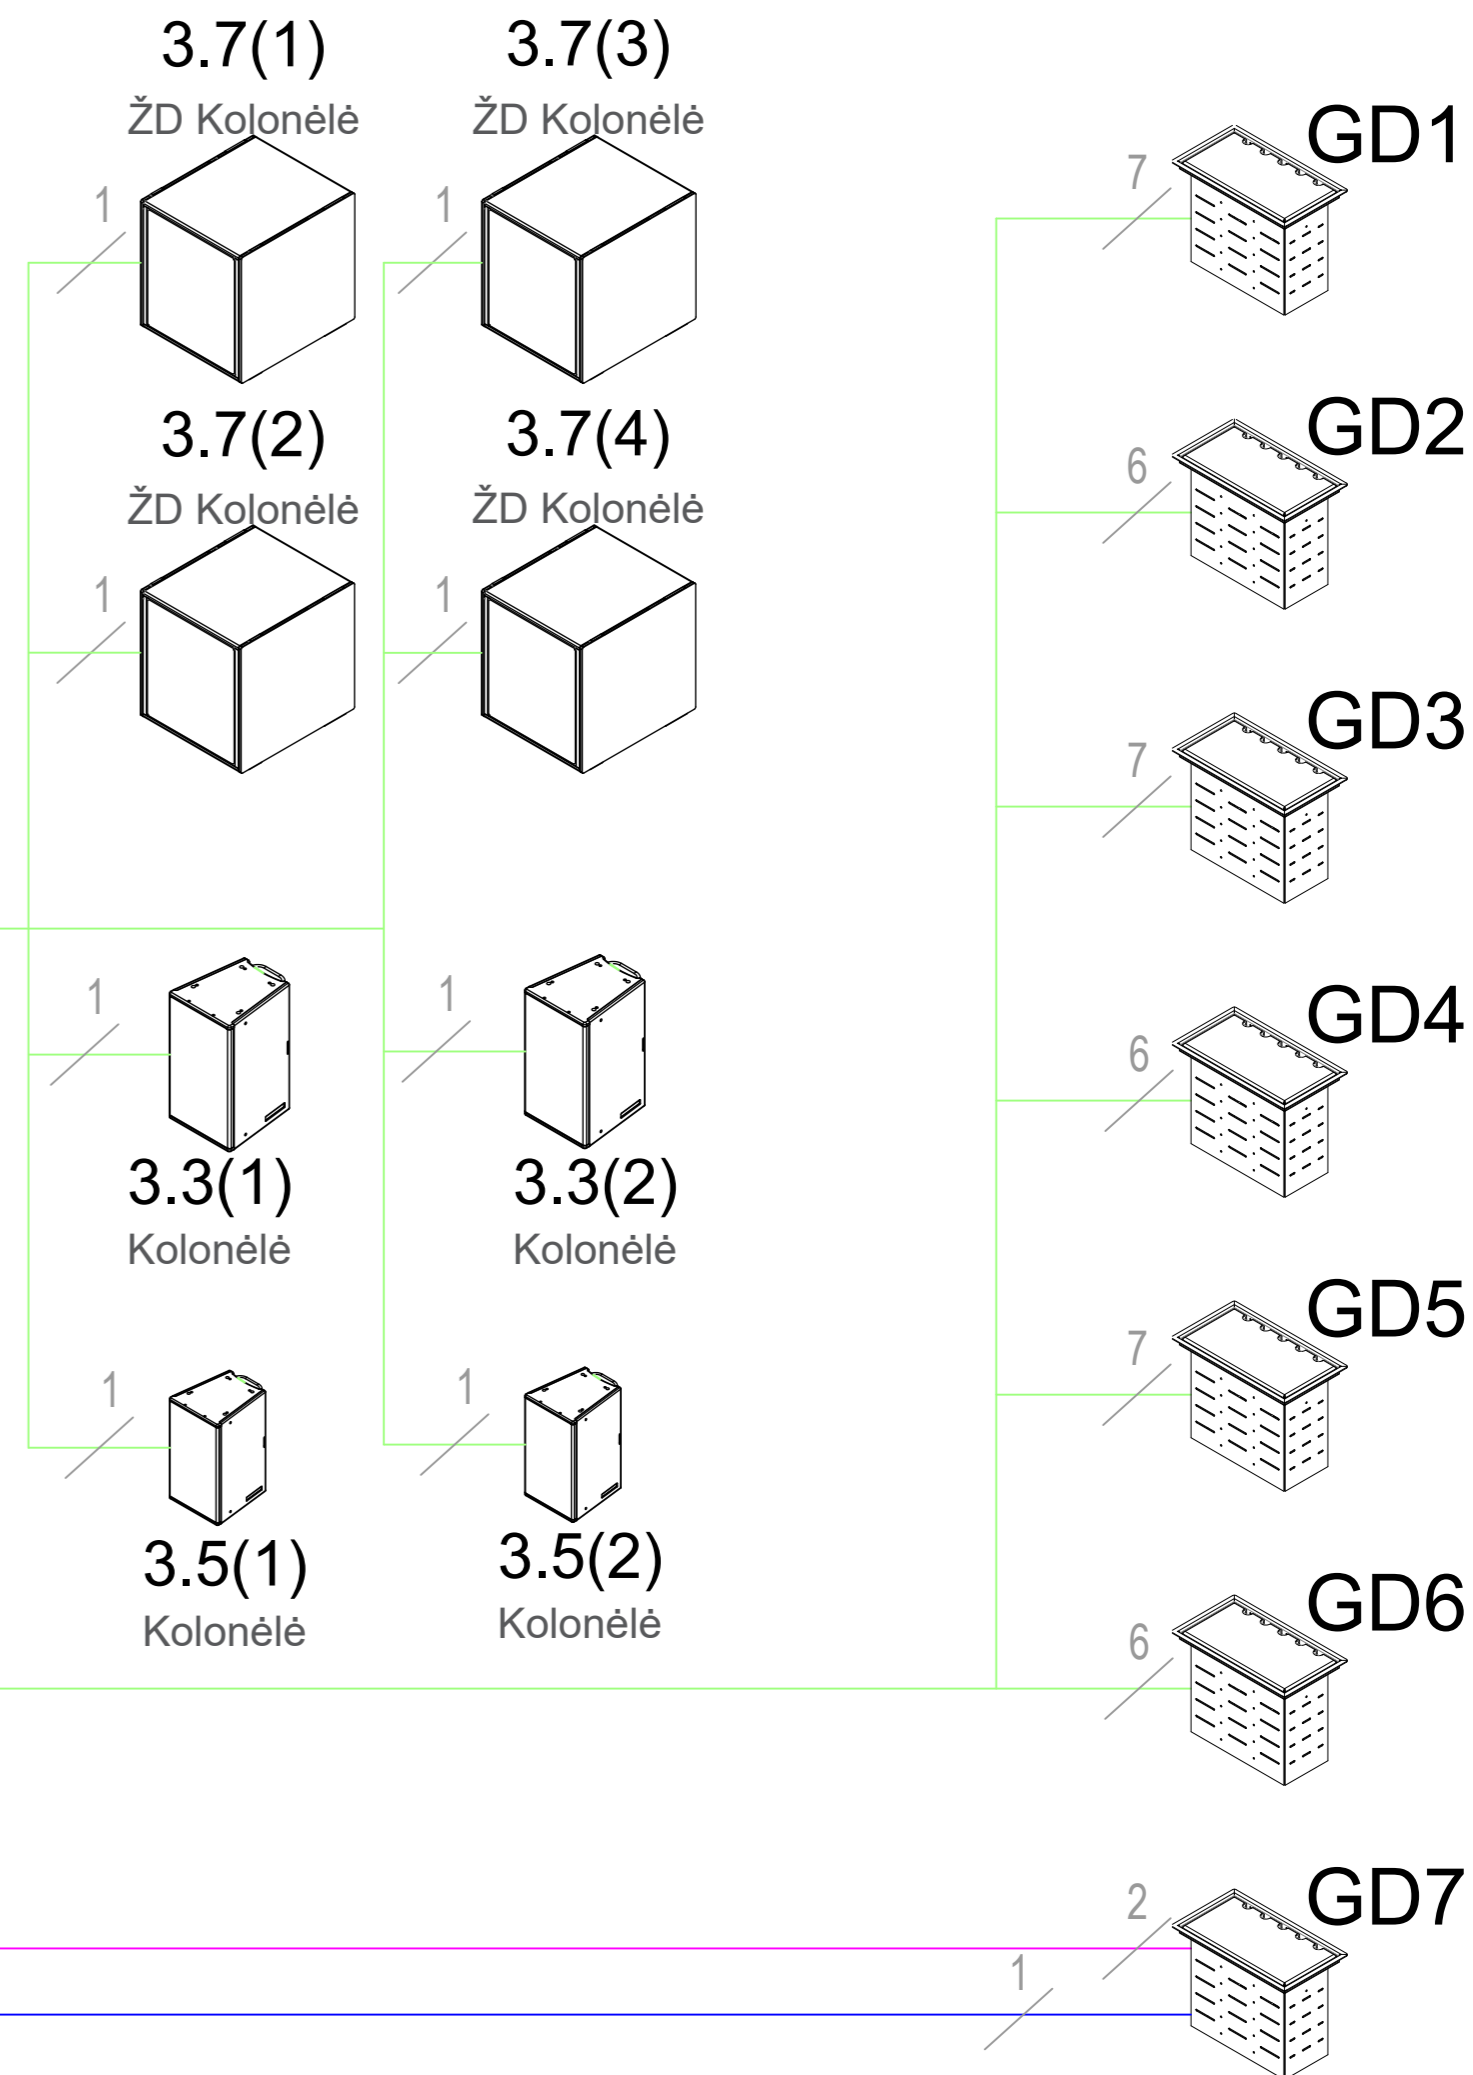 3.7(1)
ŽD Kolonėlė
1
3.7(3)
ŽD Kolonėlė
1
3.7(2)
ŽD Kolonėlė
1
3.7(4)
ŽD Kolonėlė
1
1
3.3(1)
Kolonėlė
1
3.3(2)
Kolonėlė
1
3.5(1)
Kolonėlė
1
3.5(2)
Kolonėlė
GD1
7
GD2
6
GD3
7
GD4
6
GD5
7
GD6
6
GD7
2
1